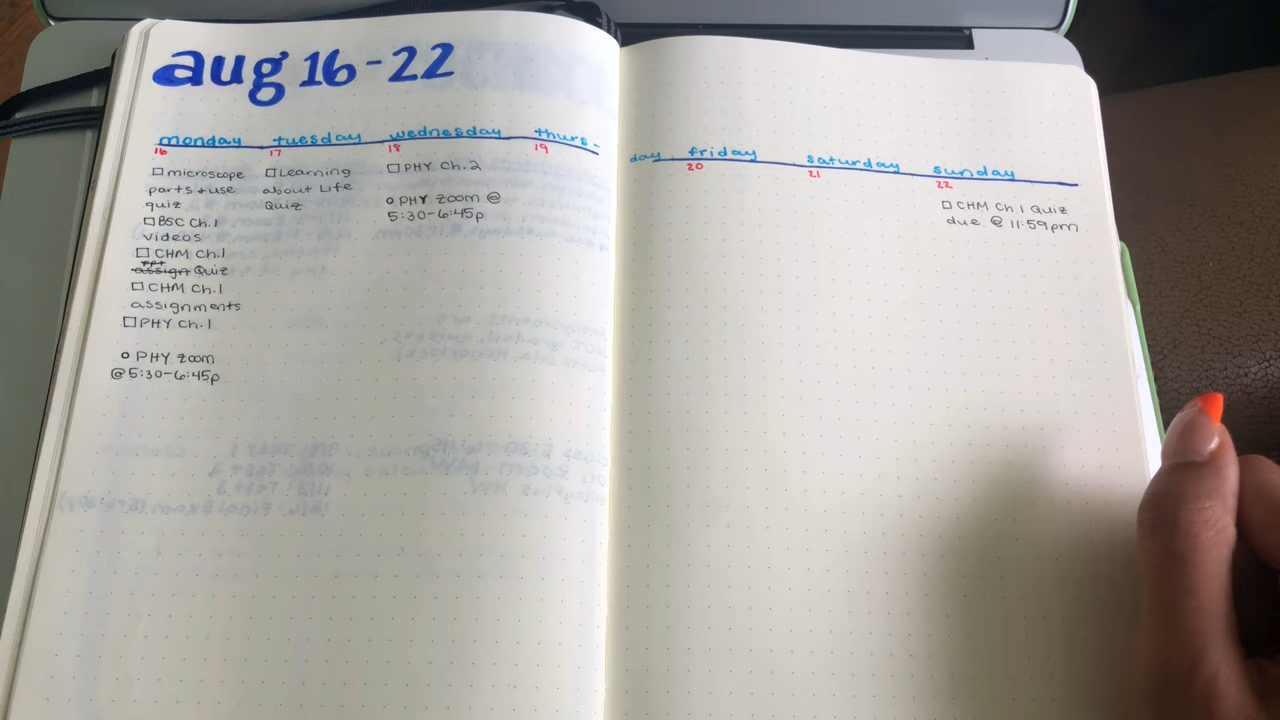 aug 16-22
monday tuesday wednesday thurs-
day friday saturday sunday
16 17 18 19
20 21 22
☐ microscope
parts + use
quiz
☐ BSC Ch.1
videos
☐ CHM Ch.1
ppt
assign Quiz
☐ CHM Ch.1
assignments
☐ PHY Ch.1
o PHY zoom
@ 5:30-6:45p
☐ Learning
about Life
Quiz
☐ PHY Ch.2
o PHY zoom @
5:30-6:45p
☐ CHM Ch 1 Quiz
due @ 11:59pm